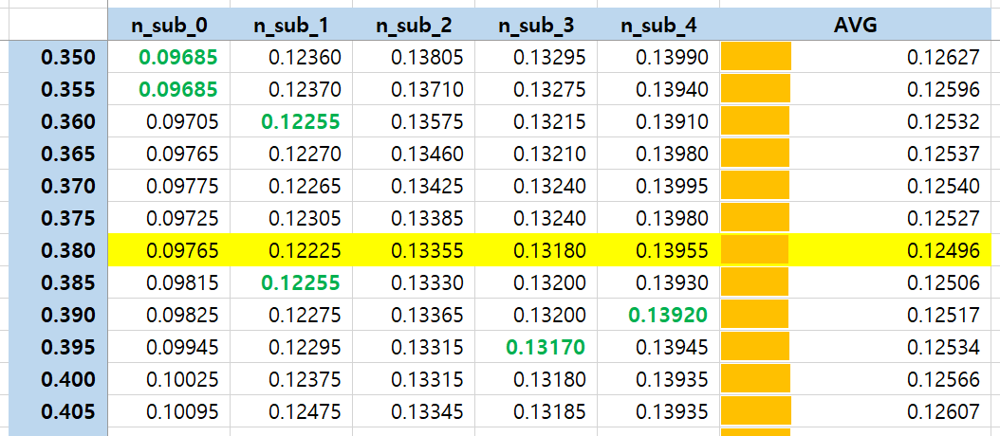 n_sub_0 n_sub_1 n_sub_2 n_sub_3 n_sub_4 AVG
0.350 0.09685 0.12360 0.13805 0.13295 0.13990 0.12627
0.355 0.09685 0.12370 0.13710 0.13275 0.13940 0.12596
0.360 0.09705 0.12255 0.13575 0.13215 0.13910 0.12532
0.365 0.09765 0.12270 0.13460 0.13210 0.13980 0.12537
0.370 0.09775 0.12265 0.13425 0.13240 0.13995 0.12540
0.375 0.09725 0.12305 0.13385 0.13240 0.13980 0.12527
0.380 0.09765 0.12225 0.13355 0.13180 0.13955 0.12496
0.385 0.09815 0.12255 0.13330 0.13200 0.13930 0.12506
0.390 0.09825 0.12275 0.13365 0.13200 0.13920 0.12517
0.395 0.09945 0.12295 0.13315 0.13170 0.13945 0.12534
0.400 0.10025 0.12375 0.13315 0.13180 0.13935 0.12566
0.405 0.10095 0.12475 0.13345 0.13185 0.13935 0.12607